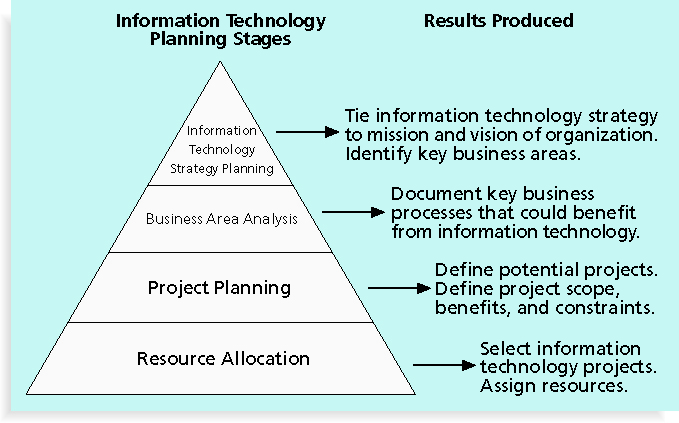 Information Technology
Planning Stages
Results Produced
Information
Technology
Strategy Planning
Tie information technology strategy
to mission and vision of organization.
Identify key business areas.
Business Area Analysis
Document key business
processes that could benefit
from information technology.
Project Planning
Define potential projects.
Define project scope,
benefits, and constraints.
Resource Allocation
Select information
technology projects.
Assign resources.